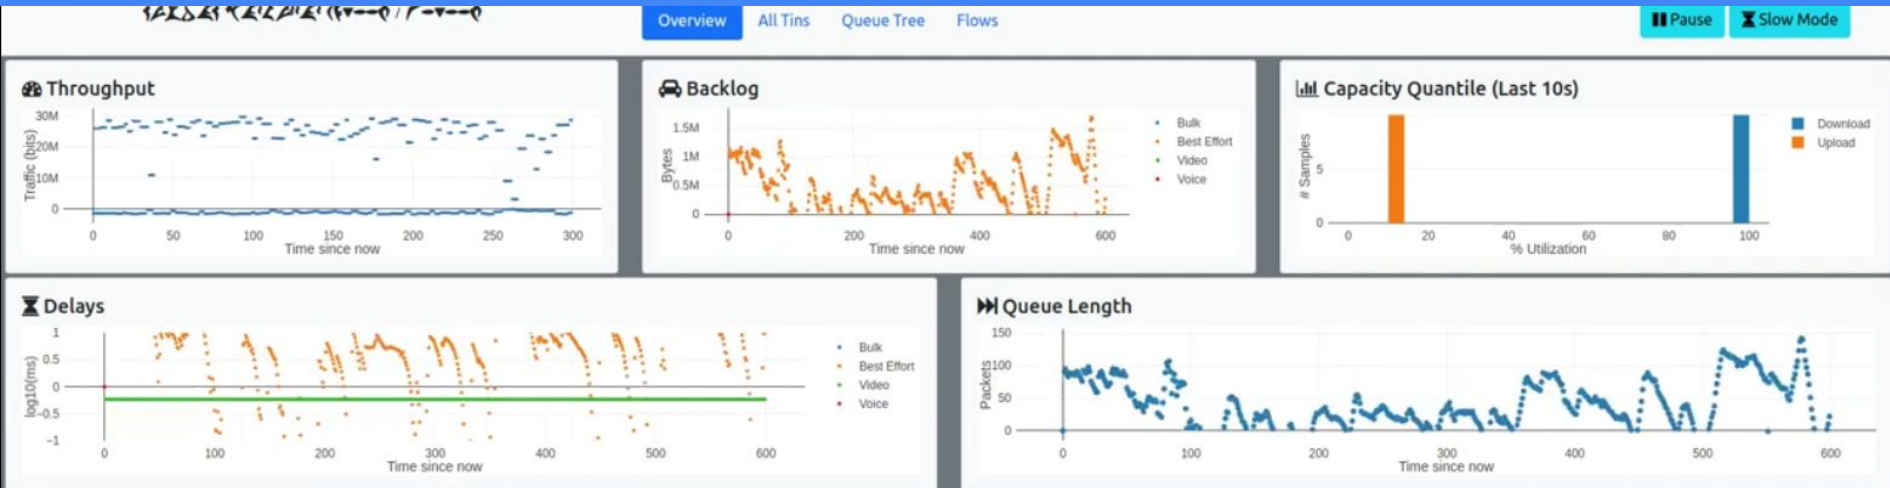 Overview All Tins Queue Tree Flows Pause Slow Mode
Throughput
30M
20M
10M
0
Traffic (bits)
0 50 100 150 200 250 300
Time since now
Backlog
1.5M
1M
0.5M
0
Bytes
0 200 400 600
Time since now
Bulk
Best Effort
Video
Voice
Capacity Quantile (Last 10s)
5
0
# Samples
0 20 40 60 80 100
% Utilization
Download
Upload
Delays
1
0.5
0
−0.5
−1
log10(ms)
0 100 200 300 400 500 600
Time since now
Bulk
Best Effort
Video
Voice
Queue Length
150
100
50
0
Packets
0 100 200 300 400 500 600
Time since now